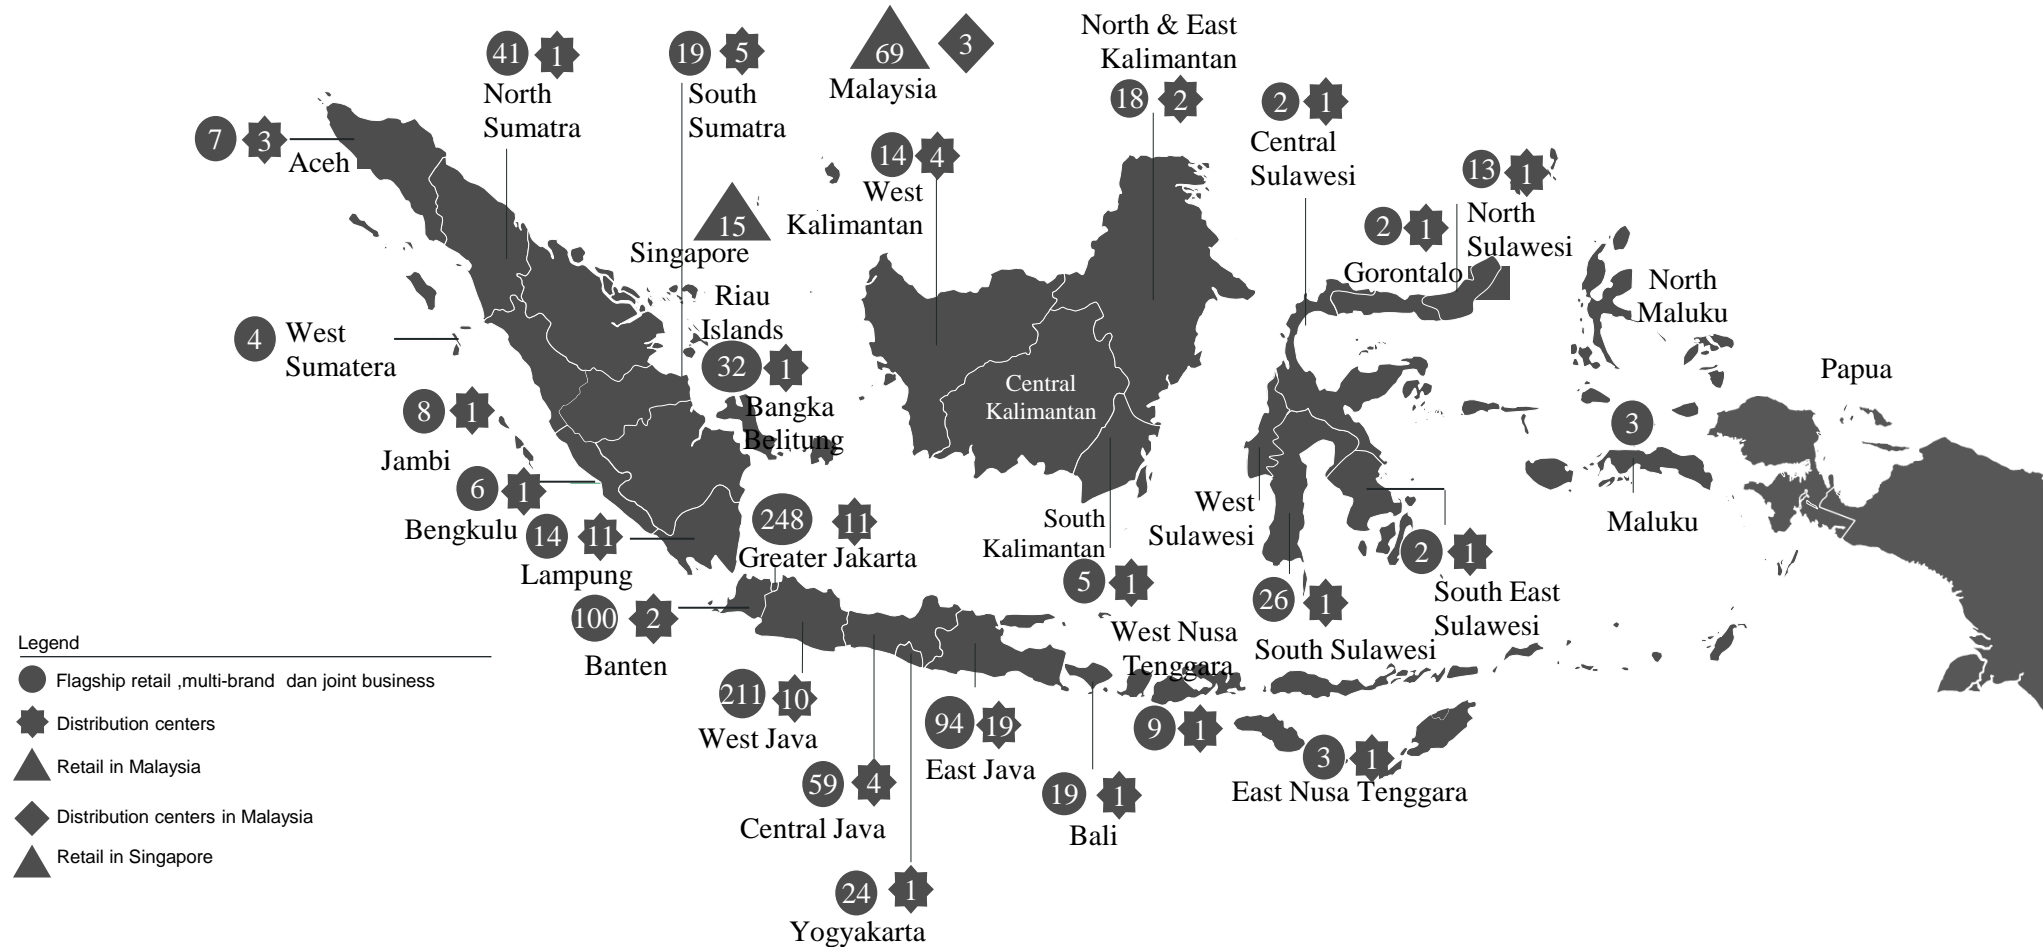 41 1
North
Sumatra
19 5
South
Sumatra
69 3
Malaysia
North & East
Kalimantan
18 2
2 1
Central
Sulawesi
7 3
Aceh
14 4
West
Kalimantan
13 1
North
Sulawesi
15
Singapore
2 1
Gorontalo
Riau
Islands
32 1
Bangka
Belitung
North
Maluku
4
West
Sumatera
Central
Kalimantan
Papua
8 1
Jambi
3
Maluku
6 1
Bengkulu
14 11
Lampung
248 11
Greater Jakarta
South
Kalimantan
5 1
West
Sulawesi
2 1
South East
Sulawesi
26 1
South Sulawesi
100 2
Banten
West Nusa
Tenggara
9 1
211 10
West Java
94 19
East Java
3 1
East Nusa Tenggara
59 4
Central Java
19 1
Bali
24 1
Yogyakarta
Legend
Flagship retail ,multi-brand dan joint business
Distribution centers
Retail in Malaysia
Distribution centers in Malaysia
Retail in Singapore